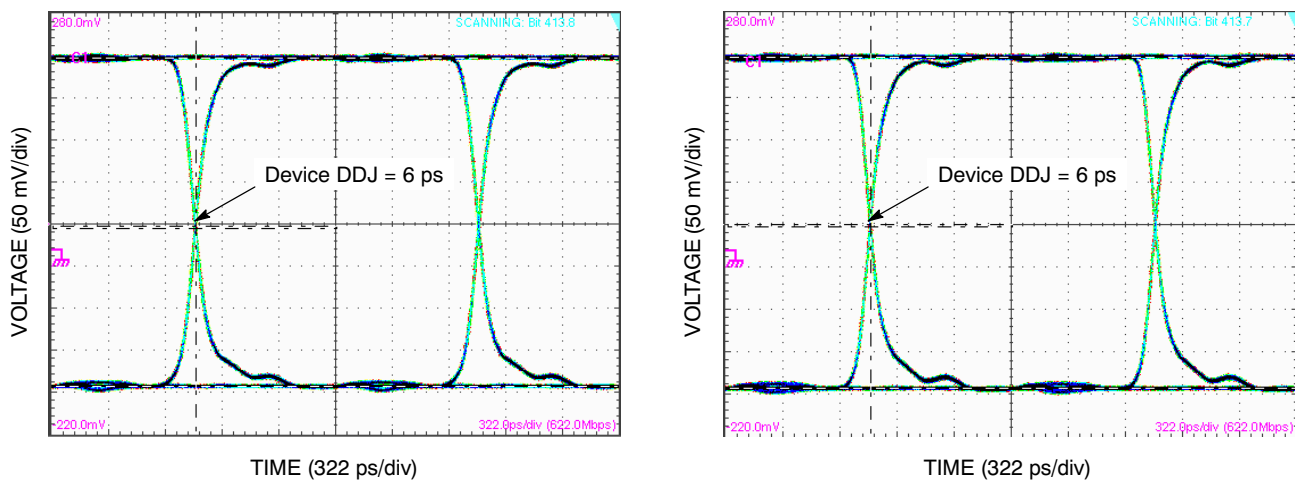 280.0mV
SCANNING: Bit 413.8
C1
VOLTAGE (50 mV/div)
Device DDJ = 6 ps
-220.0mV
322.0ps/div (622.0Mbps)
TIME (322 ps/div)
280.0mV
SCANNING: Bit 413.7
C1
VOLTAGE (50 mV/div)
Device DDJ = 6 ps
-220.0mV
322.0ps/div (622.0Mbps)
TIME (322 ps/div)